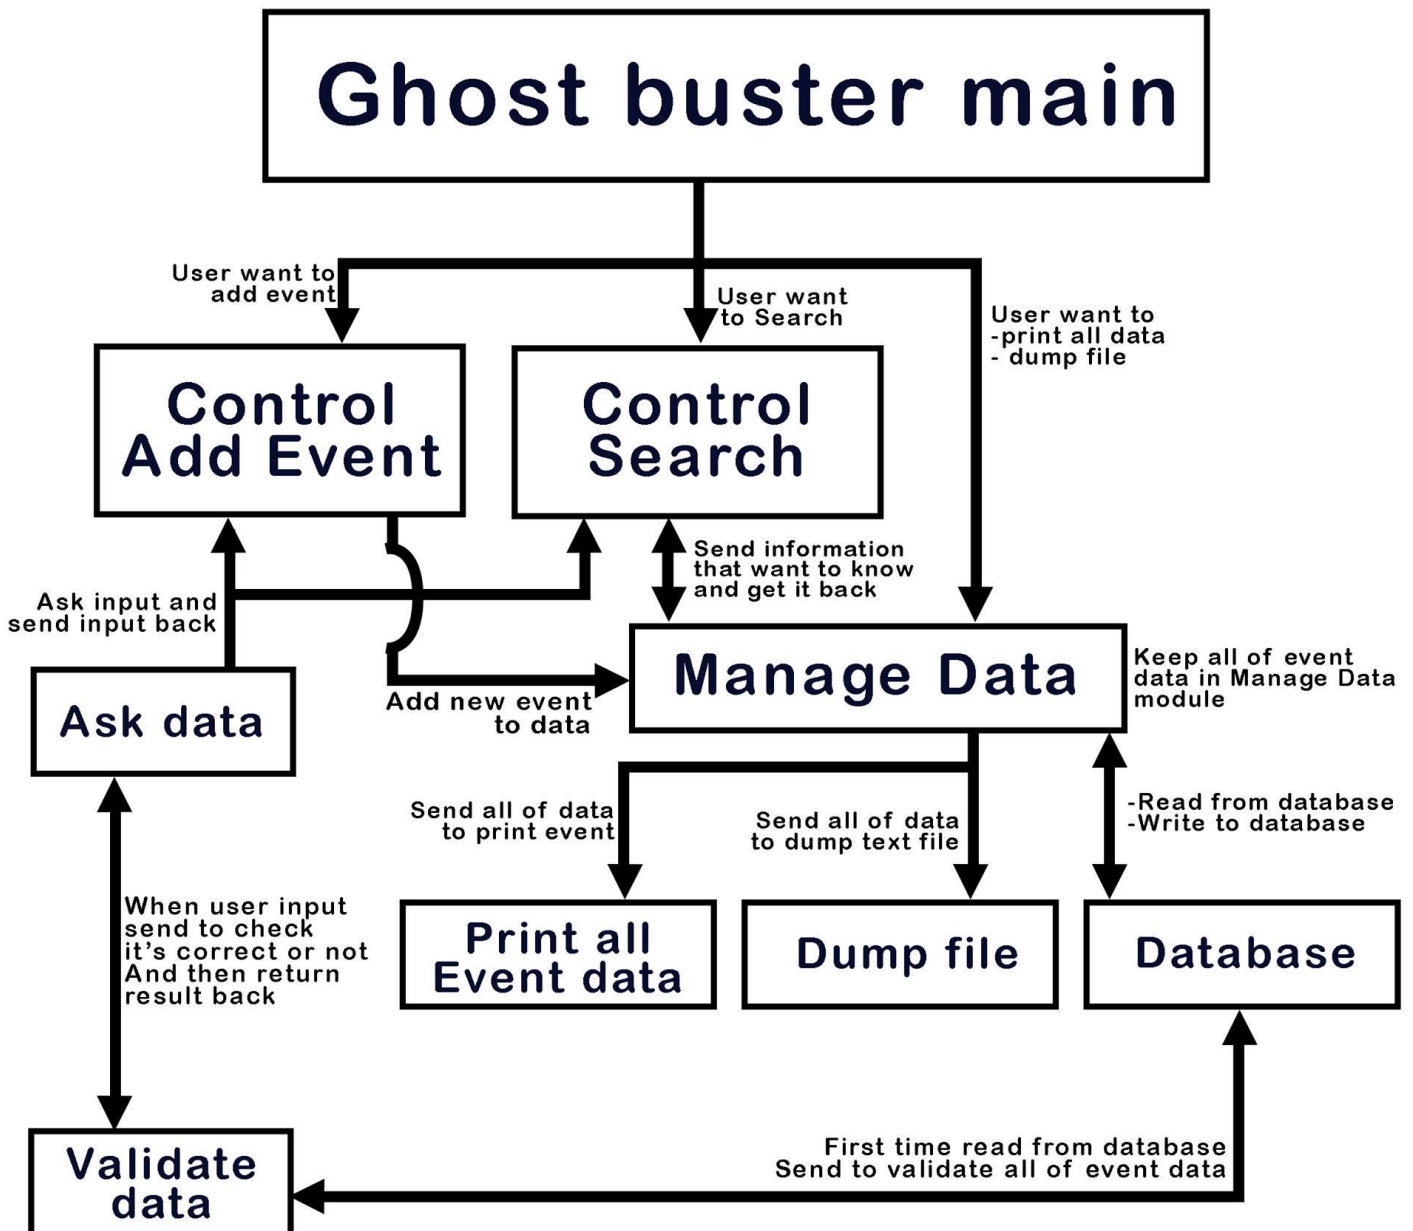 Ghost buster main
User want to
add event
User want
to Search
User want to
-print all data
- dump file
Control
Add Event
Control
Search
Send information
that want to know
and get it back
Ask input and
send input back
Manage Data
Keep all of event
data in Manage Data
module
Ask data
Add new event
to data
Send all of data
to print event
Send all of data
to dump text file
-Read from database
-Write to database
When user input
send to check
it's correct or not
And then return
result back
Print all
Event data
Dump file
Database
First time read from database
Send to validate all of event data
Validate
data